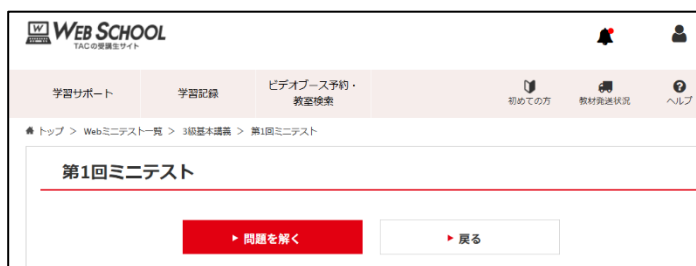 W WEB SCHOOL
TACの受講生サイト
学習サポート
学習記録
ビデオブース予約・
教室検索
初めての方
教材発送状況
?
ヘルプ
トップ > Webミニテスト一覧 > 3級基本講義 > 第1回ミニテスト
第1回ミニテスト
問題を解く
戻る